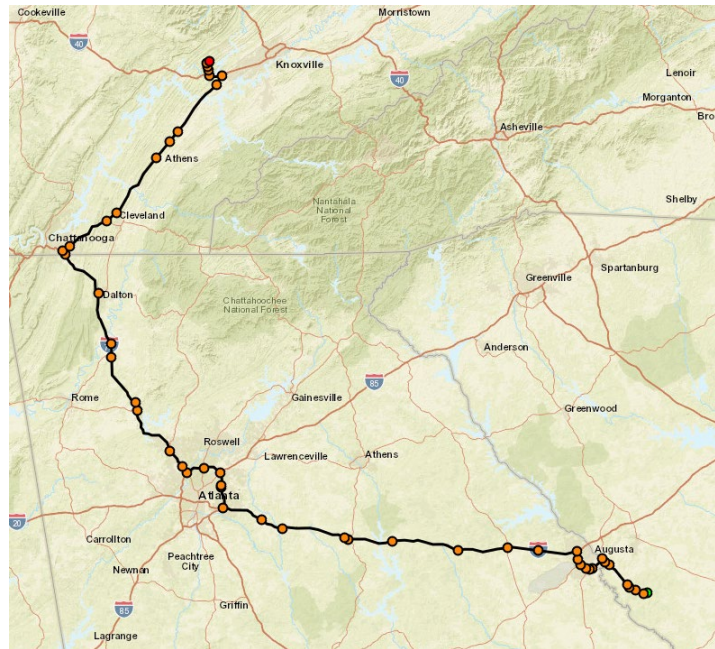 Cookeville
Morristown
40
Knoxville
40
Lenoir
Morganton
Bro
Asheville
Athens
Shelby
Nantahala
National
Forest
Cleveland
Chattanooga
Spartanburg
Greenville
Dalton
Chattahoochee
National Forest
Anderson
85
Rome
Gainesville
Greenwood
Roswell
Lawrenceville
Athens
Atlanta
20
Carrollton
Augusta
Peachtree
City
Newnan
Griffin
85
Lagrange